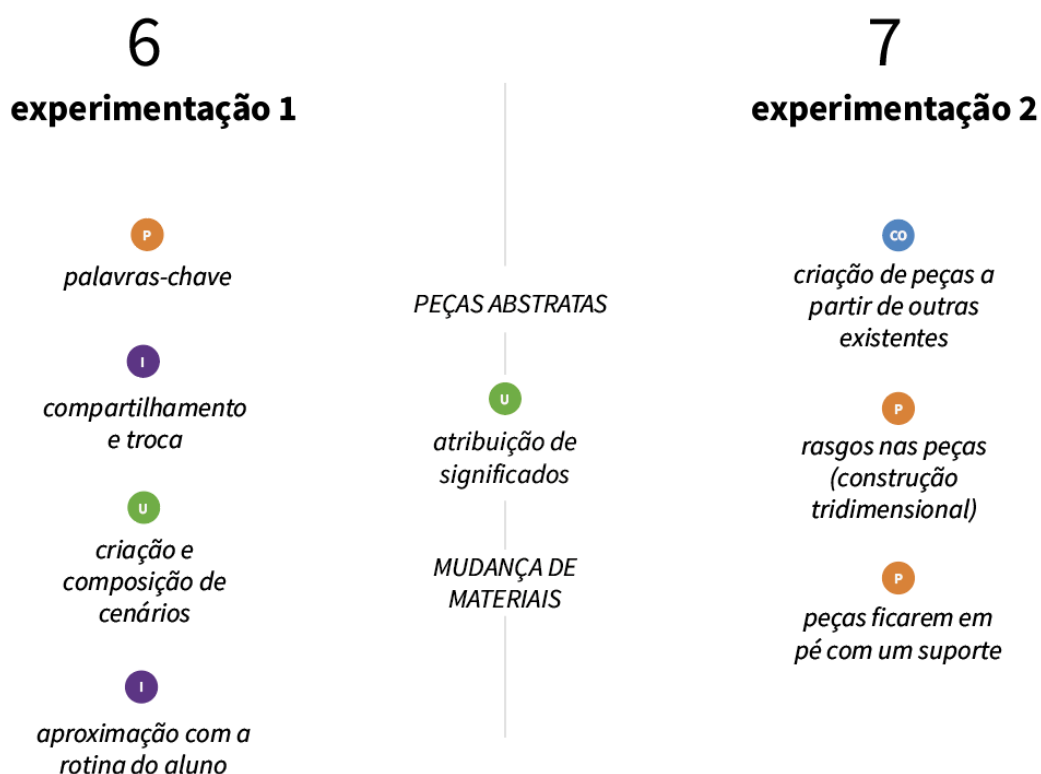 6
experimentação 1
P
palavras-chave
I
compartilhamento
e troca
U
criação e
composição de
cenários
I
aproximação com a
rotina do aluno
PEÇAS ABSTRATAS
U
atribuição de
significados
MUDANÇA DE
MATERIAIS
7
experimentação 2
CO
criação de peças a
partir de outras
existentes
P
rasgos nas peças
(construção
tridimensional)
P
peças ficarem em
pé com um suporte